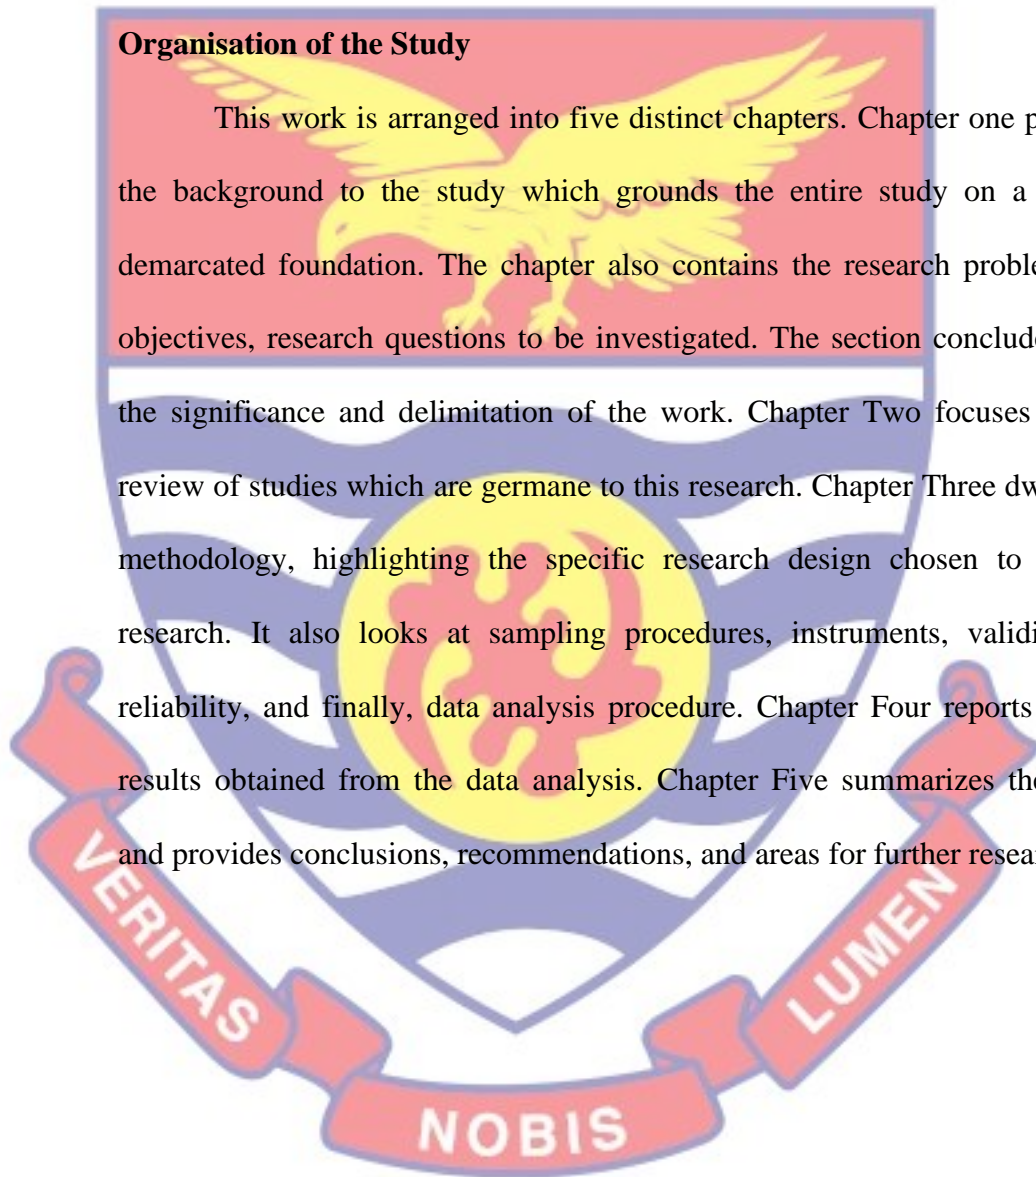 Organisation of the Study
This work is arranged into five distinct chapters. Chapter one p
the background to the study which grounds the entire study on a
demarcated foundation. The chapter also contains the research proble
objectives, research questions to be investigated. The section conclude
the significance and delimitation of the work. Chapter Two focuses
review of studies which are germane to this research. Chapter Three dw
methodology, highlighting the specific research design chosen to
research. It also looks at sampling procedures, instruments, validi
reliability, and finally, data analysis procedure. Chapter Four reports
results obtained from the data analysis. Chapter Five summarizes the
and provides conclusions, recommendations, and areas for further resea
VERITAS
NOBIS
LUMEN